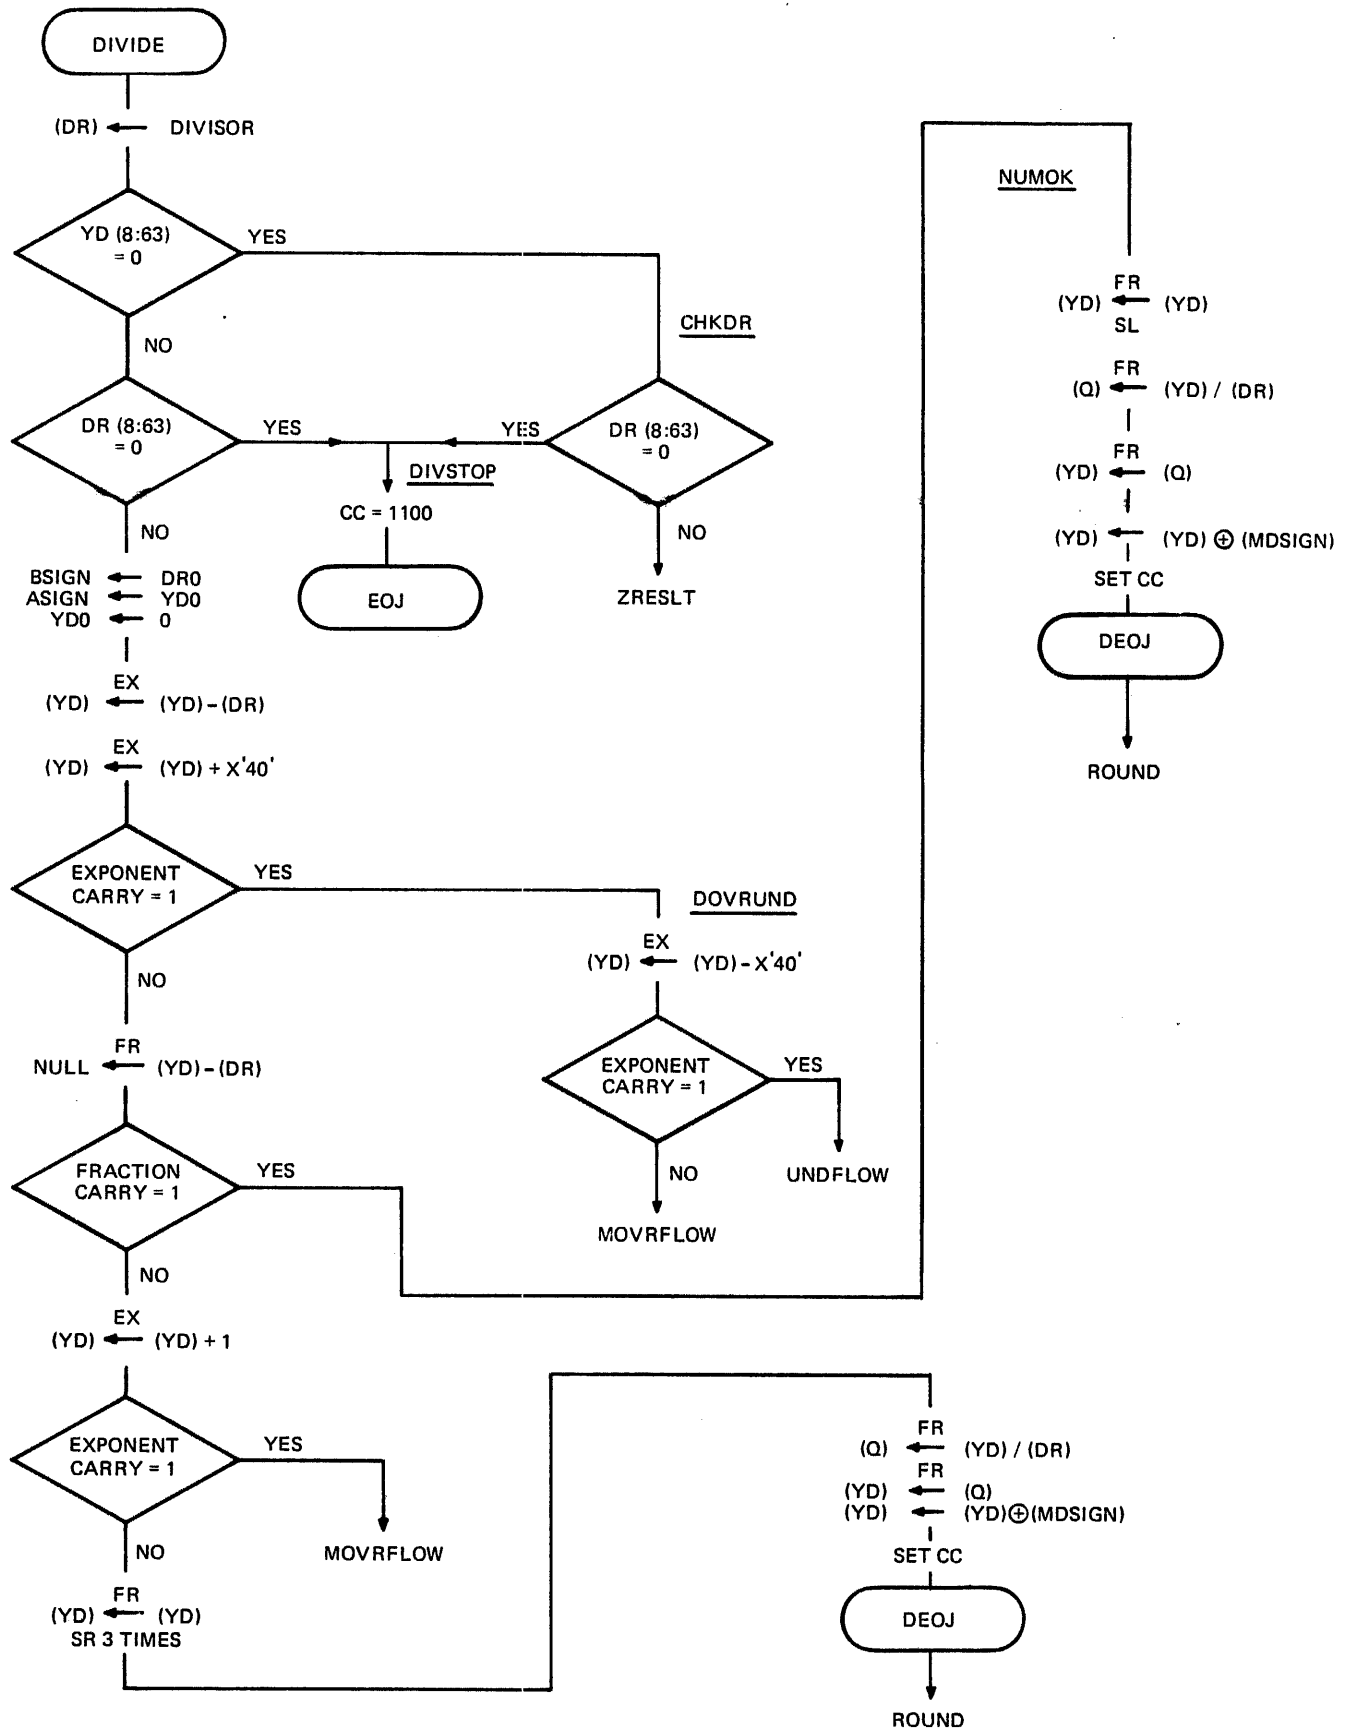 DIVIDE
(DR) ← DIVISOR
YD (8:63)
= 0
YES
NO
CHKDR
DR (8:63)
= 0
YES
YES
DR (8:63)
= 0
DIVSTOP
CC = 1100
NO
NO
EOJ
ZRESLT
BSIGN ← DR0
ASIGN ← YD0
YD0 ← 0
EX
(YD) ← (YD) – (DR)
EX
(YD) ← (YD) + X'40'
EXPONENT
CARRY = 1
YES
NO
DOVRUND
EX
(YD) ← (YD) – X'40'
EXPONENT
CARRY = 1
YES
NO
UNDFLOW
MOVRFLOW
FR
NULL ← (YD) – (DR)
FRACTION
CARRY = 1
YES
NO
EX
(YD) ← (YD) + 1
EXPONENT
CARRY = 1
YES
NO
MOVRFLOW
FR
(YD) ← (YD)
SR 3 TIMES
NUMOK
FR
(YD) ← (YD)
SL
FR
(Q) ← (YD) / (DR)
FR
(YD) ← (Q)
(YD) ← (YD) ⊕ (MDSIGN)
SET CC
DEOJ
ROUND
FR
(Q) ← (YD) / (DR)
FR
(YD) ← (Q)
(YD) ← (YD)⊕(MDSIGN)
SET CC
DEOJ
ROUND